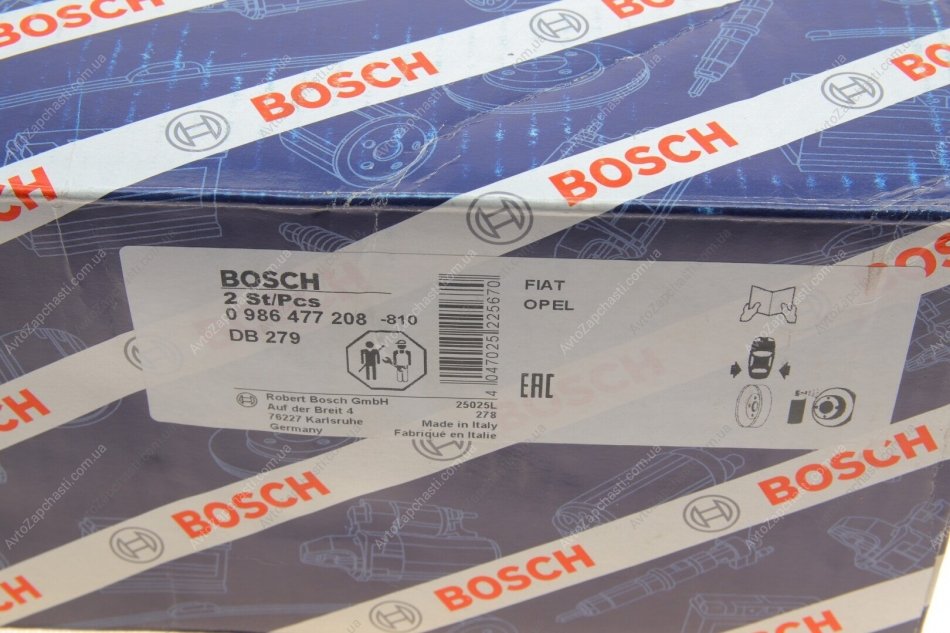 BOSCH
BOSCH
BOSCH
BOSCH
BOSCH
2 St/Pcs
0 986 477 208 -810
DB 279
4 047025 225670
FIAT
OPEL
EAC
Robert Bosch GmbH
Auf der Breit 4
76227 Karlsruhe
Germany
25025L
278
Made in Italy
Fabriqué en Italie
BOSCH
BOSCH
BOSCH
BOSCH
AvtoZapchasti.com.ua